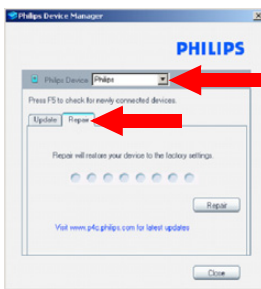 Philips Device Manager
PHILIPS
Philips Device Philips
Press F5 to check for newly connected devices.
Update Repair
Repair will restore your device to the factory settings.
Repair
Visit www.p4c.philips.com for latest updates
Close